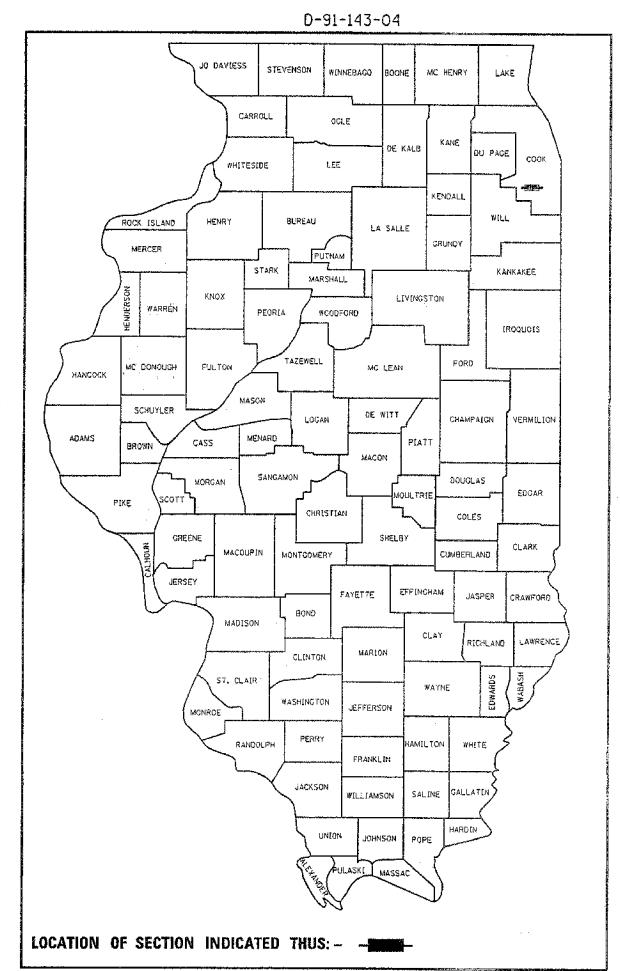 D-91-143-04
JO DAVIESS STEVENSON WINNEBAGO BOONE MC HENRY LAKE
CARROLL OGLE
DE KALB KANE DU PAGE COOK
WHITESIDE LEE
KENDALL
WILL
ROCK ISLAND HENRY BUREAU LA SALLE
GRUNDY
MERCER
PUTNAM
STARK MARSHALL KANKAKEE
HENDERSON WARREN KNOX PEORIA WOODFORD LIVINGSTON
IROQUOIS
HANCOCK MC DONOUGH FULTON TAZEWELL MC LEAN FORD
MASON
SCHUYLER LOGAN DE WITT CHAMPAIGN VERMILION
ADAMS BROWN CASS MENARD PIATT
MACON
MORGAN SANGAMON DOUGLAS
PIKE SCOTT MOULTRIE EDGAR
CHRISTIAN COLES
GREENE SHELBY
CALHOUN MACOUPIN MONTGOMERY CUMBERLAND CLARK
JERSEY
FAYETTE EFFINGHAM JASPER CRAWFORD
BOND
MADISON CLAY
MARION RICHLAND LAWRENCE
CLINTON
ST. CLAIR WAYNE EDWARDS WABASH
WASHINGTON JEFFERSON
MONROE
RANDOLPH PERRY HAMILTON WHITE
FRANKLIN
JACKSON WILLIAMSON SALINE GALLATIN
UNION JOHNSON POPE HARDIN
ALEXANDER PULASKI MASSAC
LOCATION OF SECTION INDICATED THUS:-